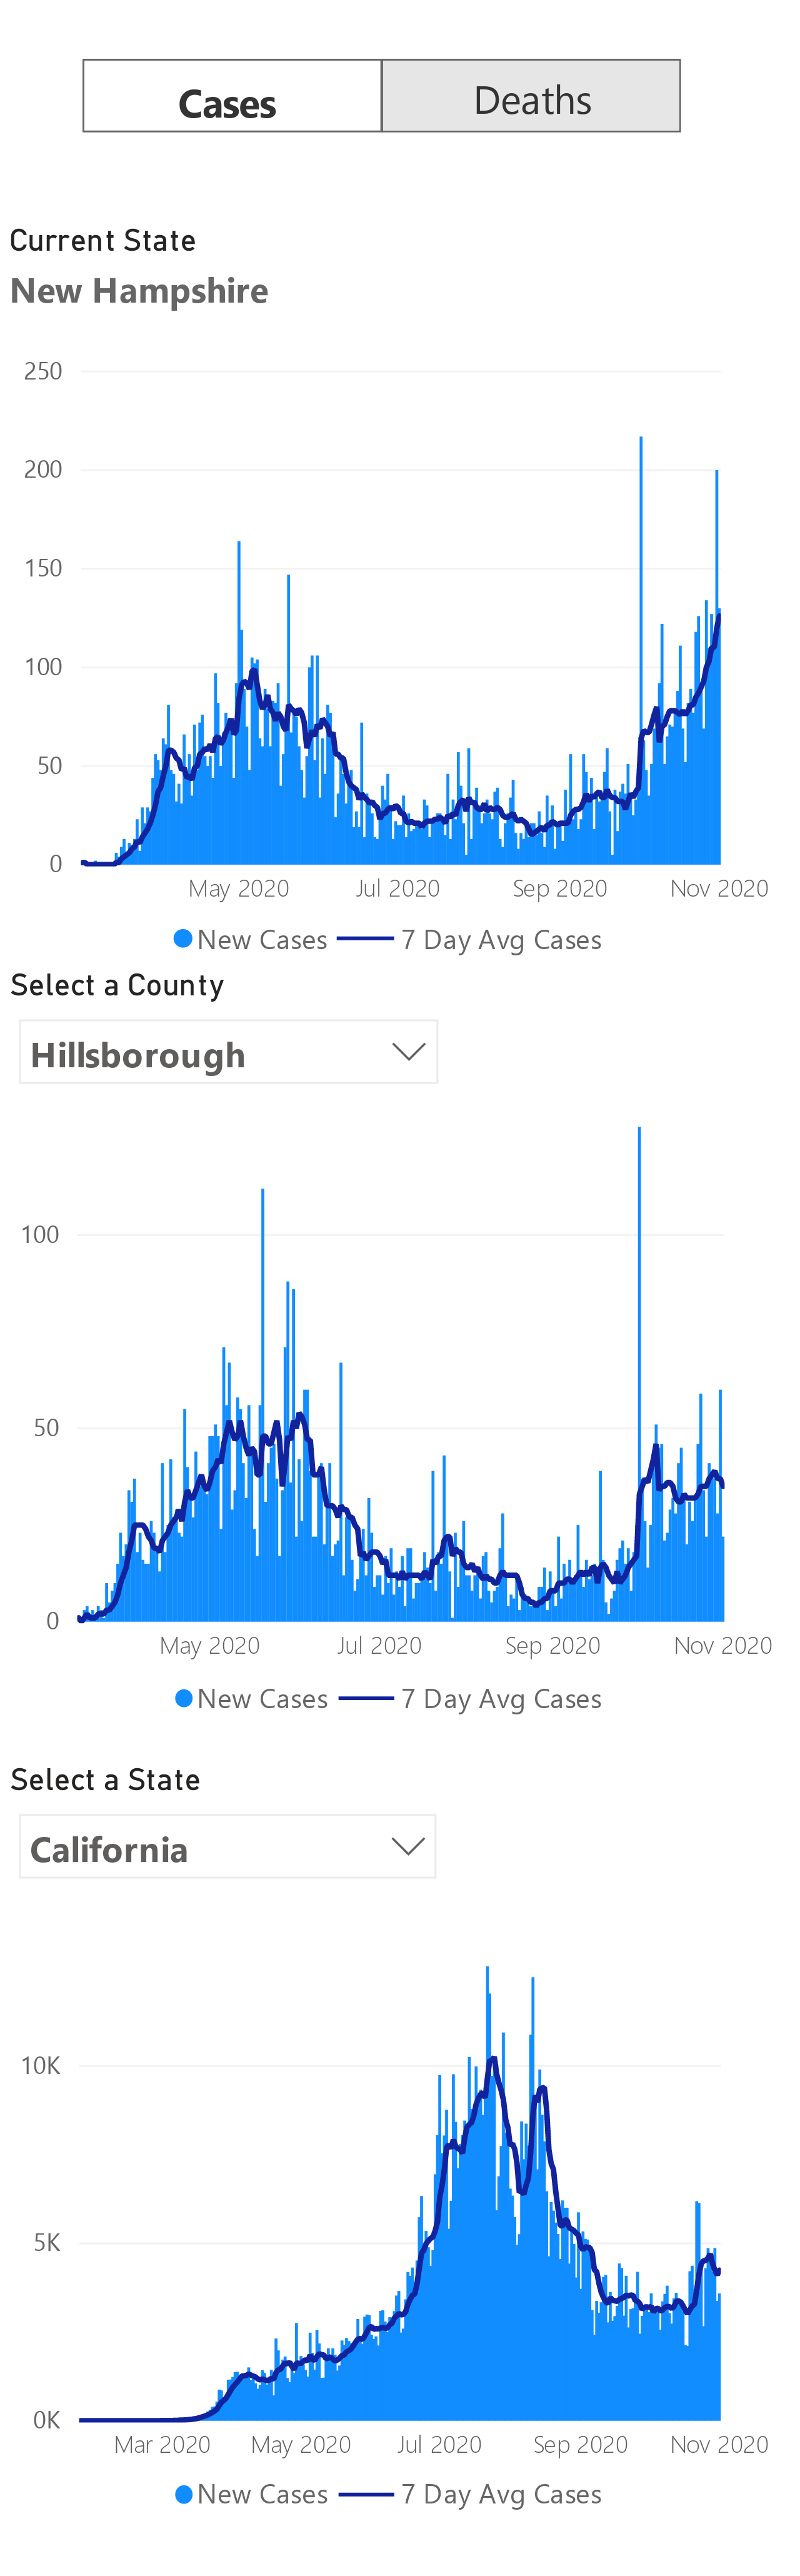 Cases Deaths
Current State
New Hampshire
250
200
150
100
50
0
May 2020 Jul 2020 Sep 2020 Nov 2020
New Cases 7 Day Avg Cases
Select a County
Hillsborough
100
50
0
May 2020 Jul 2020 Sep 2020 Nov 2020
New Cases 7 Day Avg Cases
Select a State
California
10K
5K
0K
Mar 2020 May 2020 Jul 2020 Sep 2020 Nov 2020
New Cases 7 Day Avg Cases